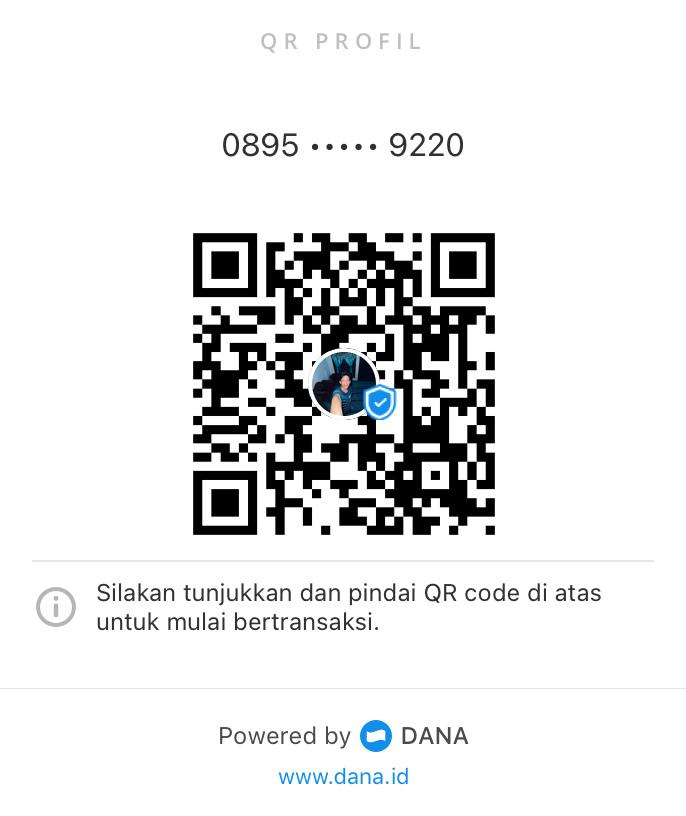 QR PROFIL
0895 ••••• 9220
Silakan tunjukkan dan pindai QR code di atas
untuk mulai bertransaksi.
Powered by DANA
www.dana.id